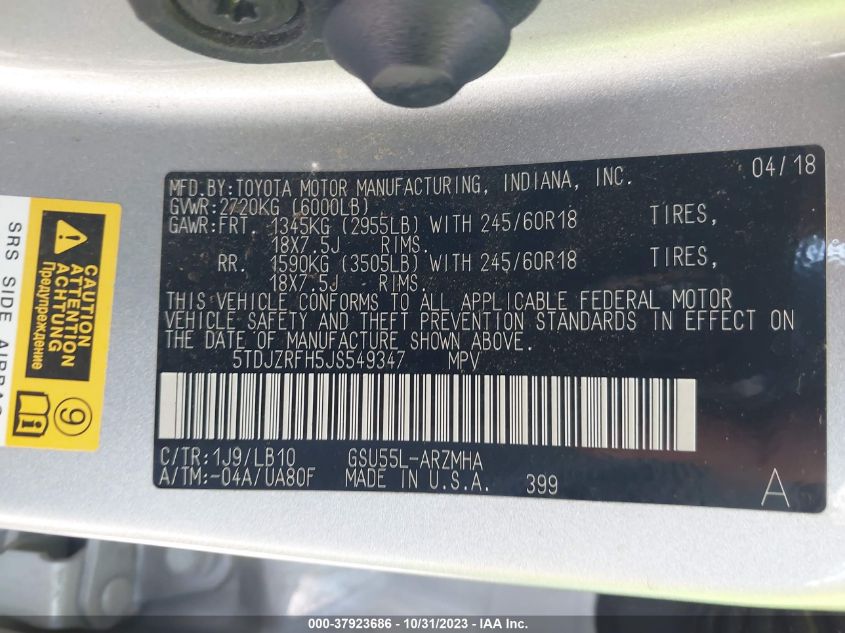 04/18
MFD.BY:TOYOTA MOTOR MANUFACTURING, INDIANA, INC.
GVWR:2720KG (6000LB)
GAWR:FRT. 1345KG (2955LB) WITH 245/60R18 TIRES,
18X7.5J RIMS.
RR. 1590KG (3505LB) WITH 245/60R18 TIRES,
18X7.5J RIMS.
THIS VEHICLE CONFORMS TO ALL APPLICABLE FEDERAL MOTOR
VEHICLE SAFETY AND THEFT PREVENTION STANDARDS IN EFFECT ON
THE DATE OF MANUFACTURE SHOWN ABOVE.
5TDJZRFH5JS549347 MPV
C/TR:1J9/LB10 GSU55L-ARZMHA
A/TM:-04A/UA80F MADE IN U.S.A. 399
A
CAUTION
ATTENTION
ACHTUNG
Предупреждение
9
SRS SIDE AIRBAG
000-37923686 - 10/31/2023 - IAA Inc.